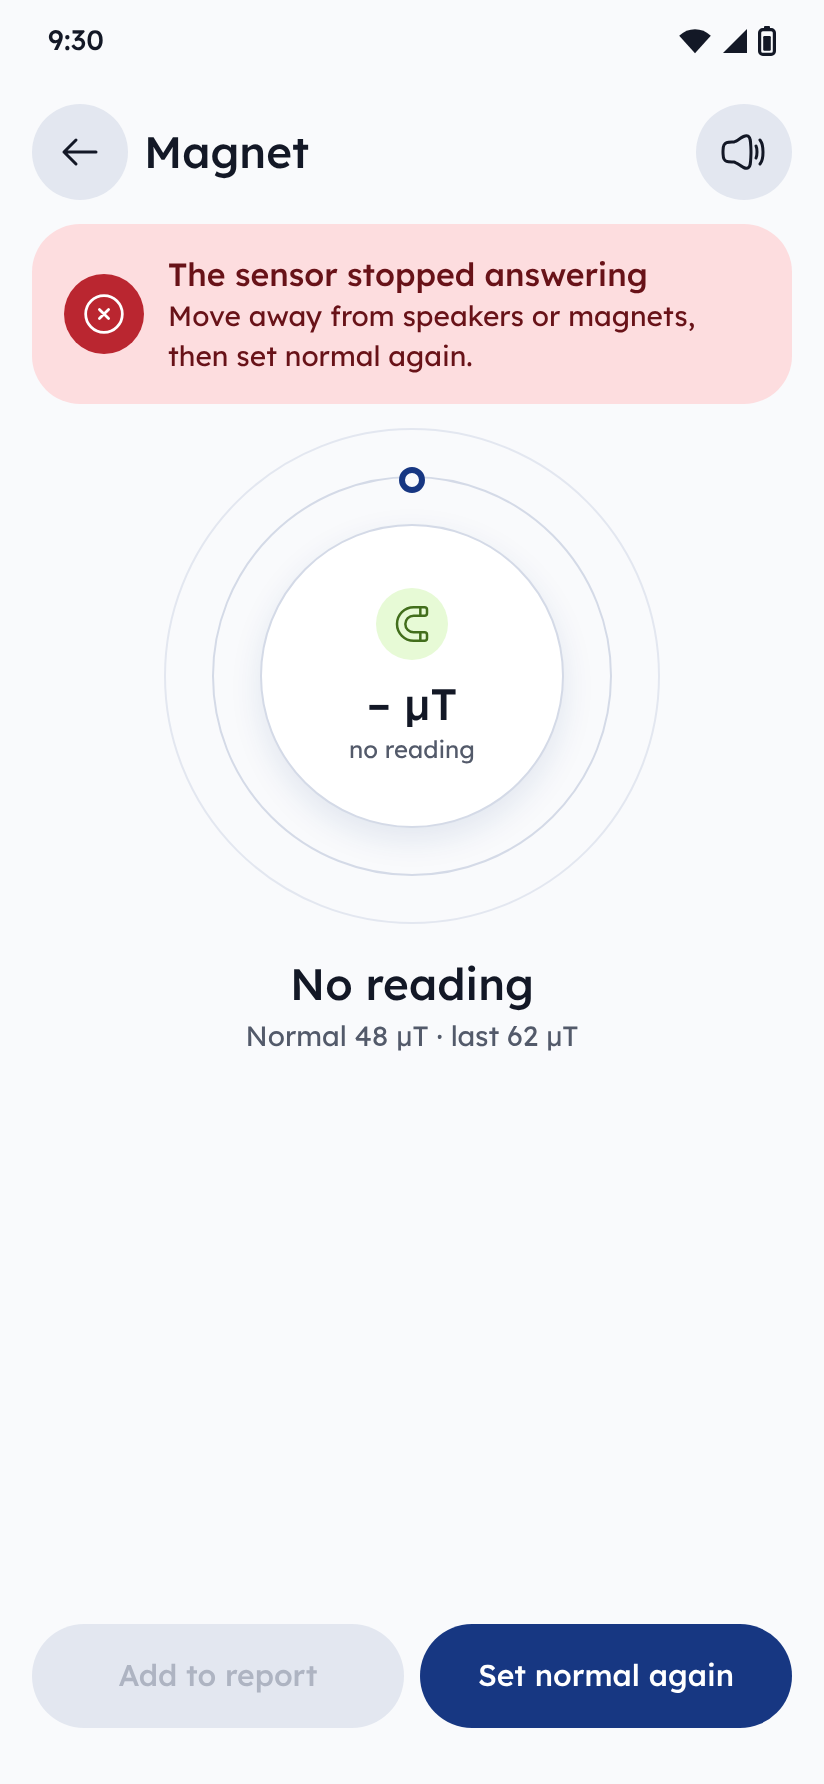 9:30
Magnet
The sensor stopped answering
Move away from speakers or magnets,
then set normal again.
– µT
no reading
No reading
Normal 48 µT · last 62 µT
Add to report
Set normal again